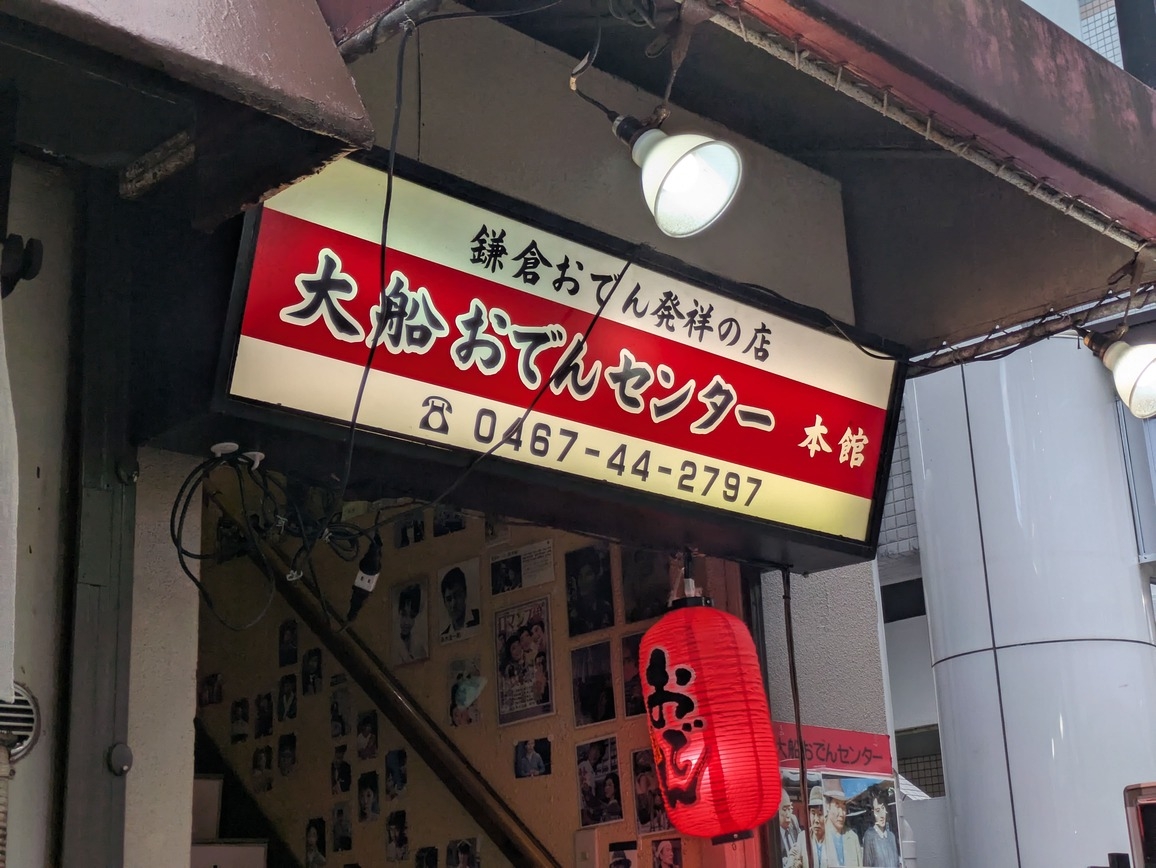 鎌倉おでん発祥の店
大船おでんセンター 本館
☎ 0467-44-2797
おでん
大船おでんセンター